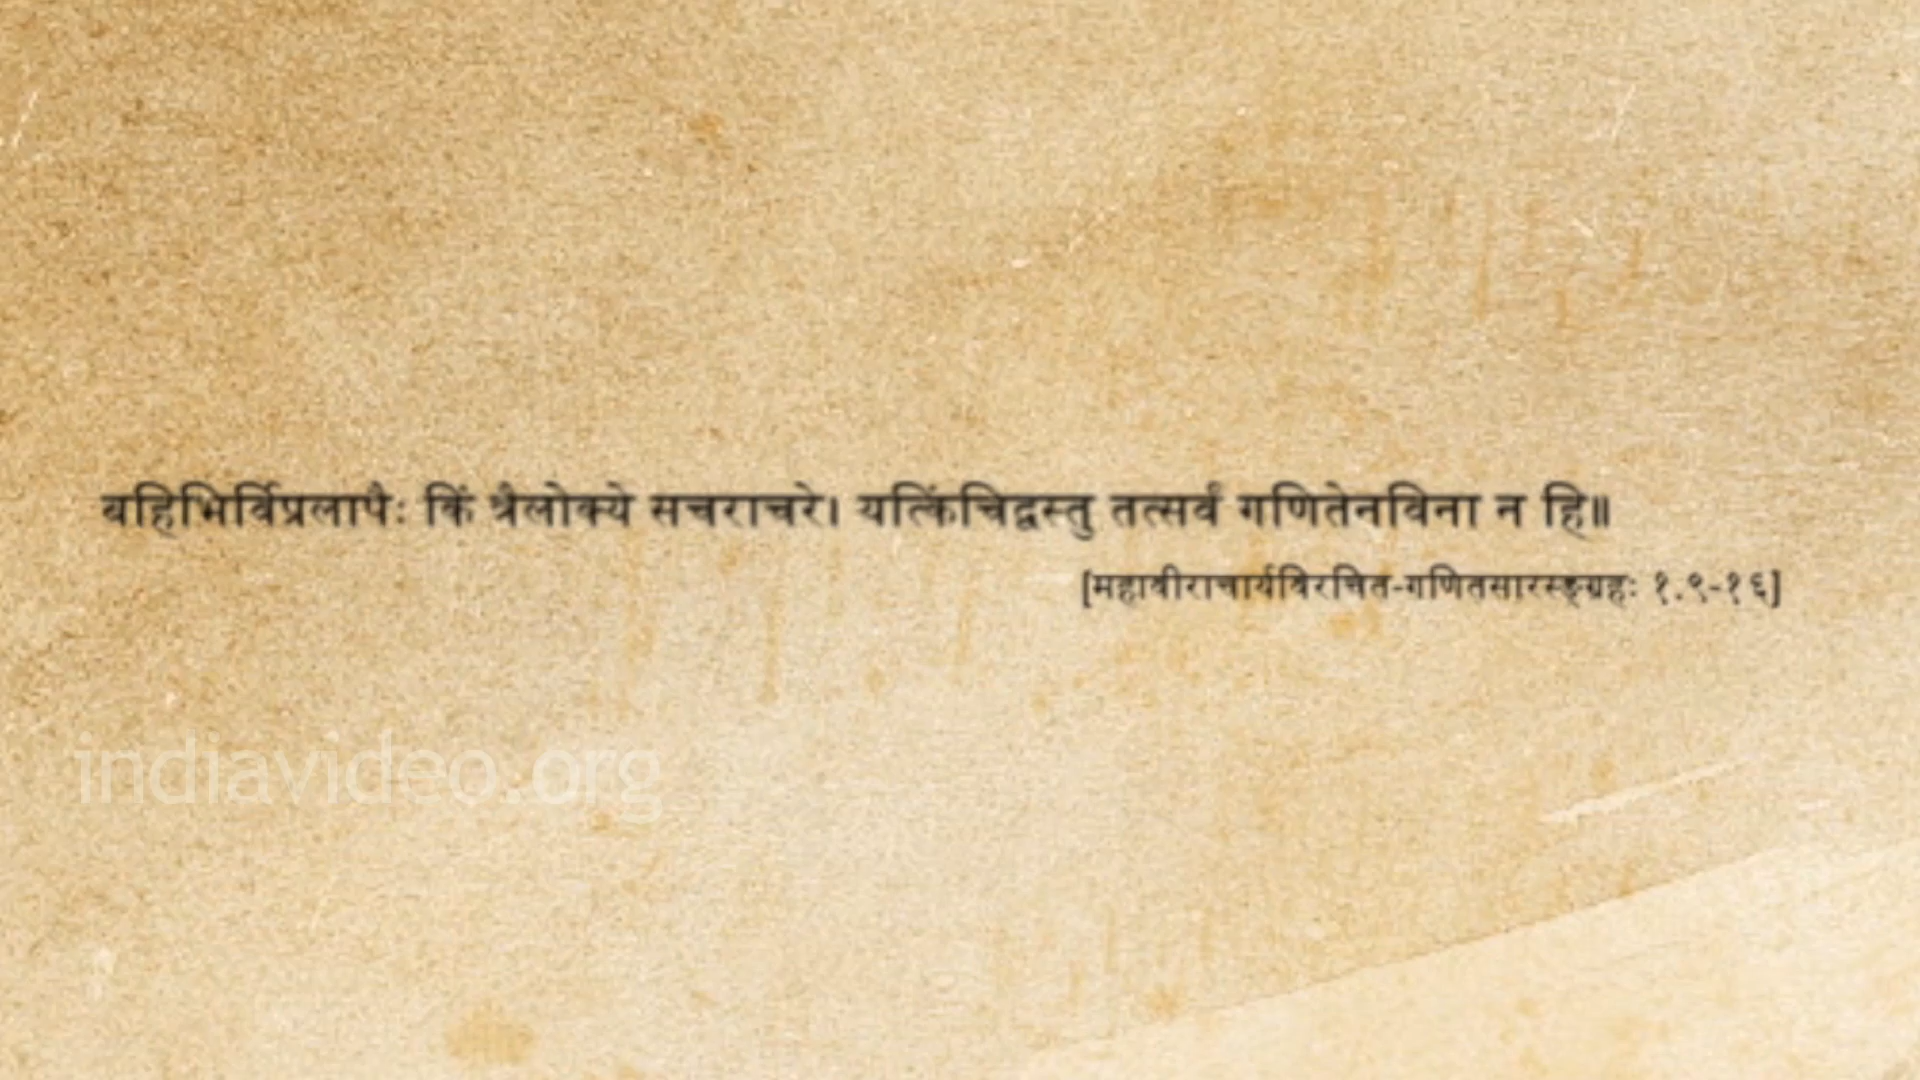 बहिभिर्विप्रलापैः किं त्रैलोक्ये सचराचरे। यत्किंचिद्वस्तु तत्सर्वं गणितेनविना न हि॥
[महावीराचार्यविरचित-गणितसारस्ङ्ग्रहः १.९-१६]
indiavideo.org